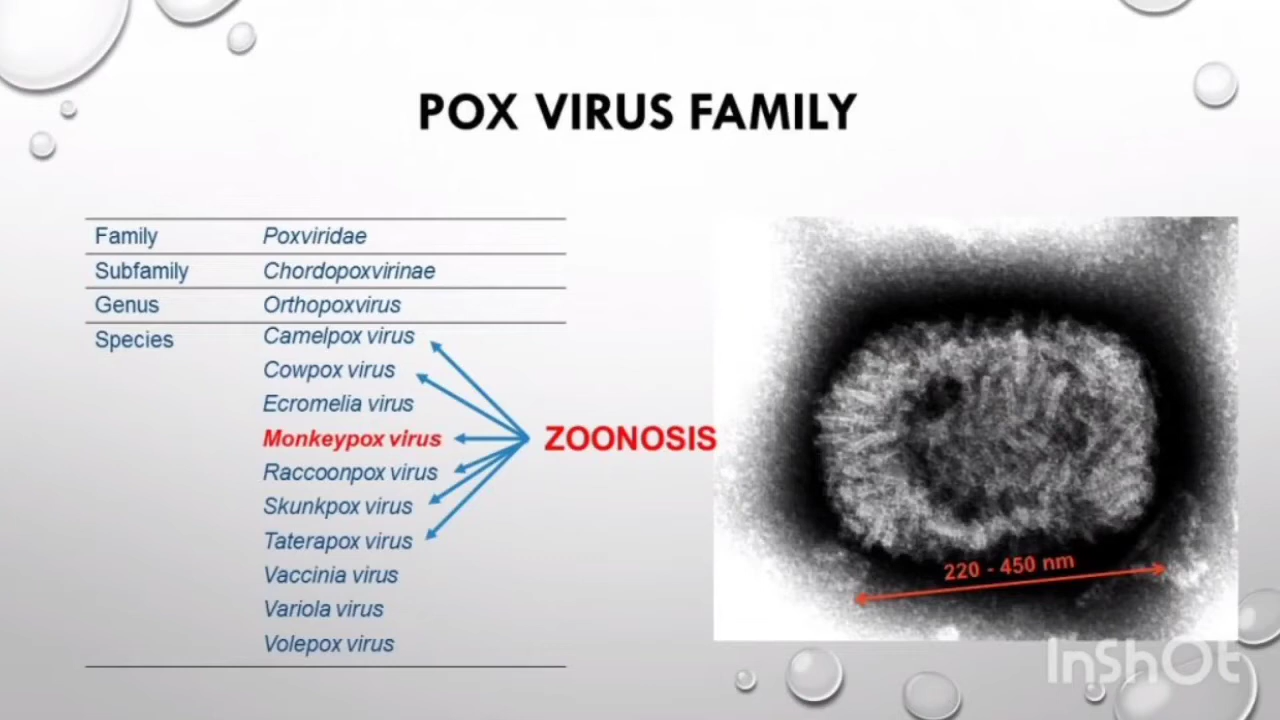 POX VIRUS FAMILY
Family Poxviridae
Subfamily Chordopoxvirinae
Genus Orthopoxvirus
Species Camelpox virus
Cowpox virus
Ecromelia virus
Monkeypox virus
Raccoonpox virus
Skunkpox virus
Taterapox virus
Vaccinia virus
Variola virus
Volepox virus
ZOONOSIS
220 - 450 nm
InShOt